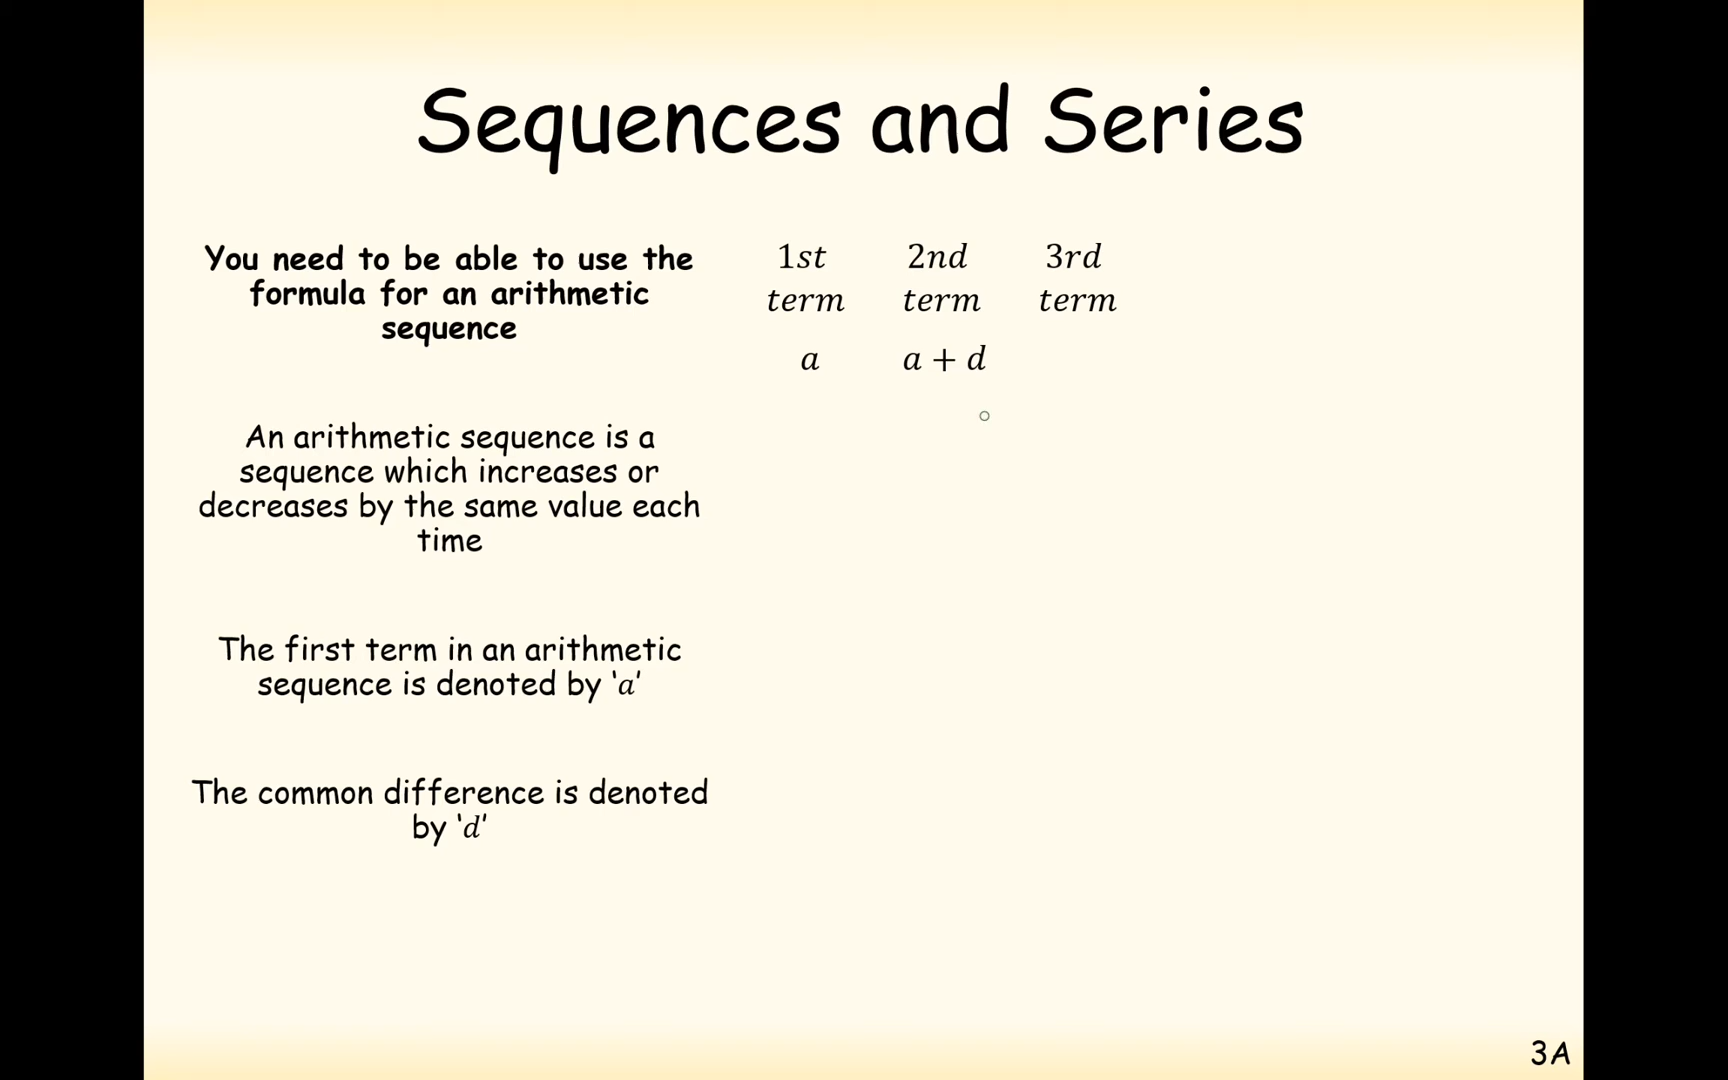 Sequences and Series
You need to be able to use the
formula for an arithmetic
sequence
An arithmetic sequence is a
sequence which increases or
decreases by the same value each
time
The first term in an arithmetic
sequence is denoted by ‘a’
The common difference is denoted
by ‘d’
1st 2nd 3rd
term term term
a a + d
3A